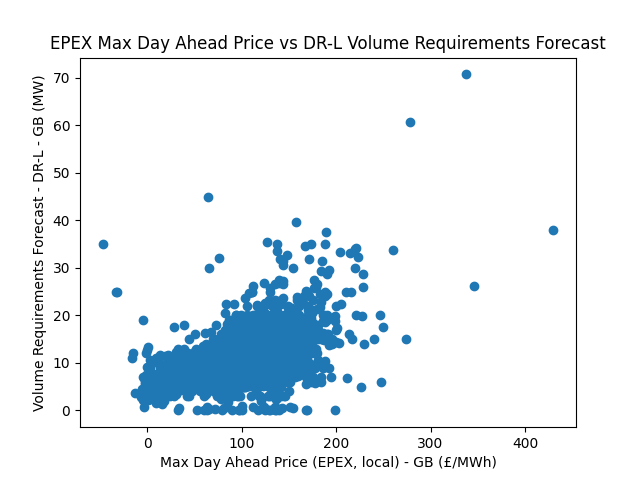 EPEX Max Day Ahead Price vs DR-L Volume Requirements Forecast
Volume Requirements Forecast - DR-L - GB (MW)
70
60
50
40
30
20
10
0
0 100 200 300 400
Max Day Ahead Price (EPEX, local) - GB (£/MWh)